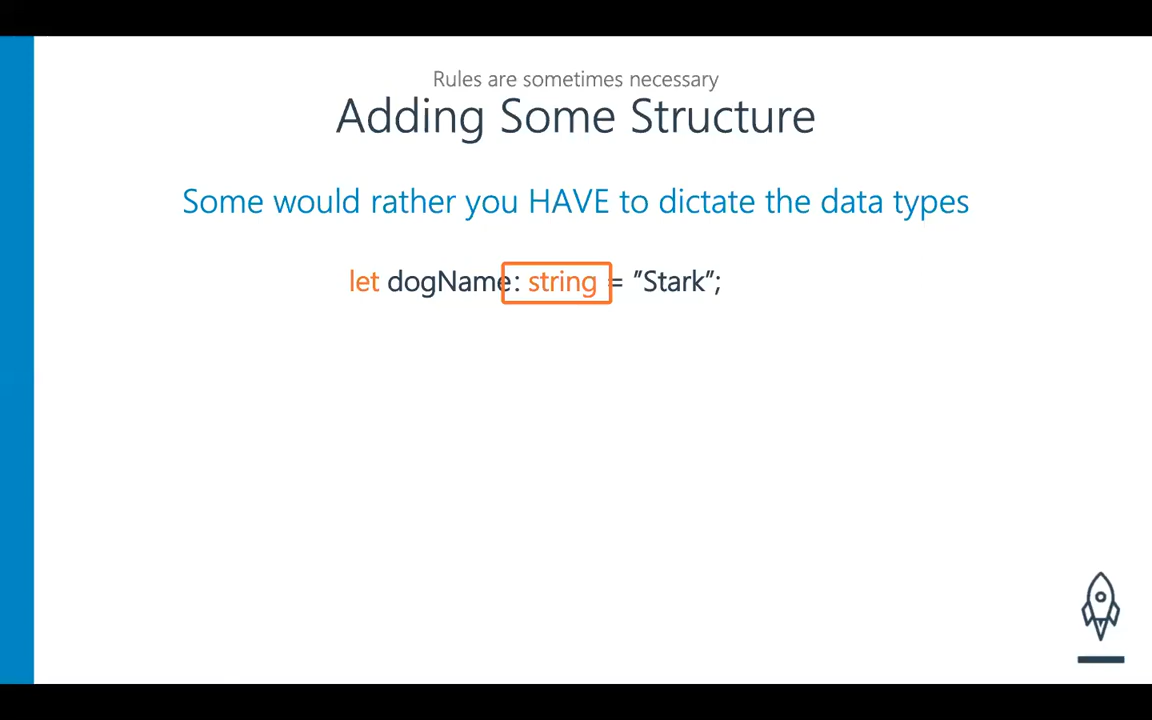 Rules are sometimes necessary
Adding Some Structure
Some would rather you HAVE to dictate the data types
let dogName: string = ”Stark”;